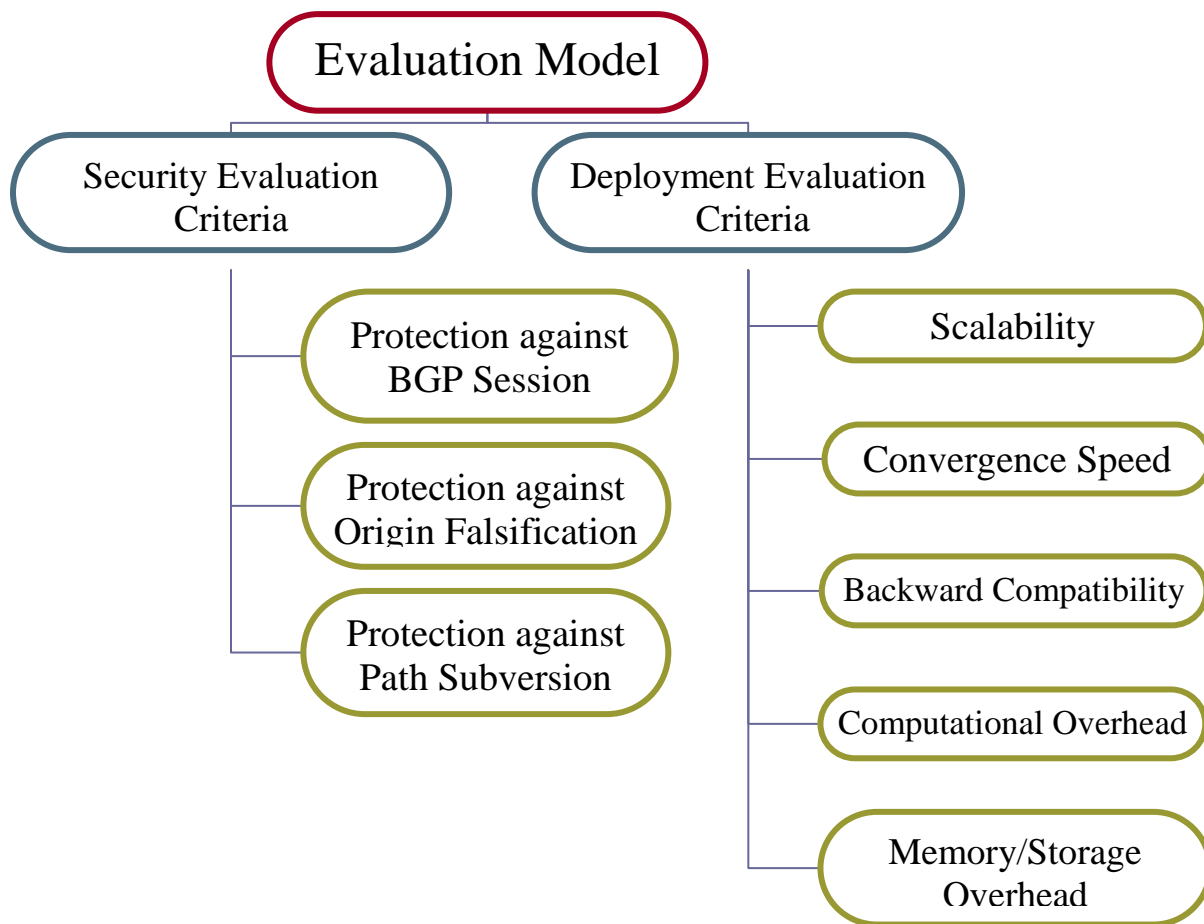 Evaluation Model
Security Evaluation
Criteria
Deployment Evaluation
Criteria
Protection against
BGP Session
Protection against
Origin Falsification
Protection against
Path Subversion
Scalability
Convergence Speed
Backward Compatibility
Computational Overhead
Memory/Storage
Overhead